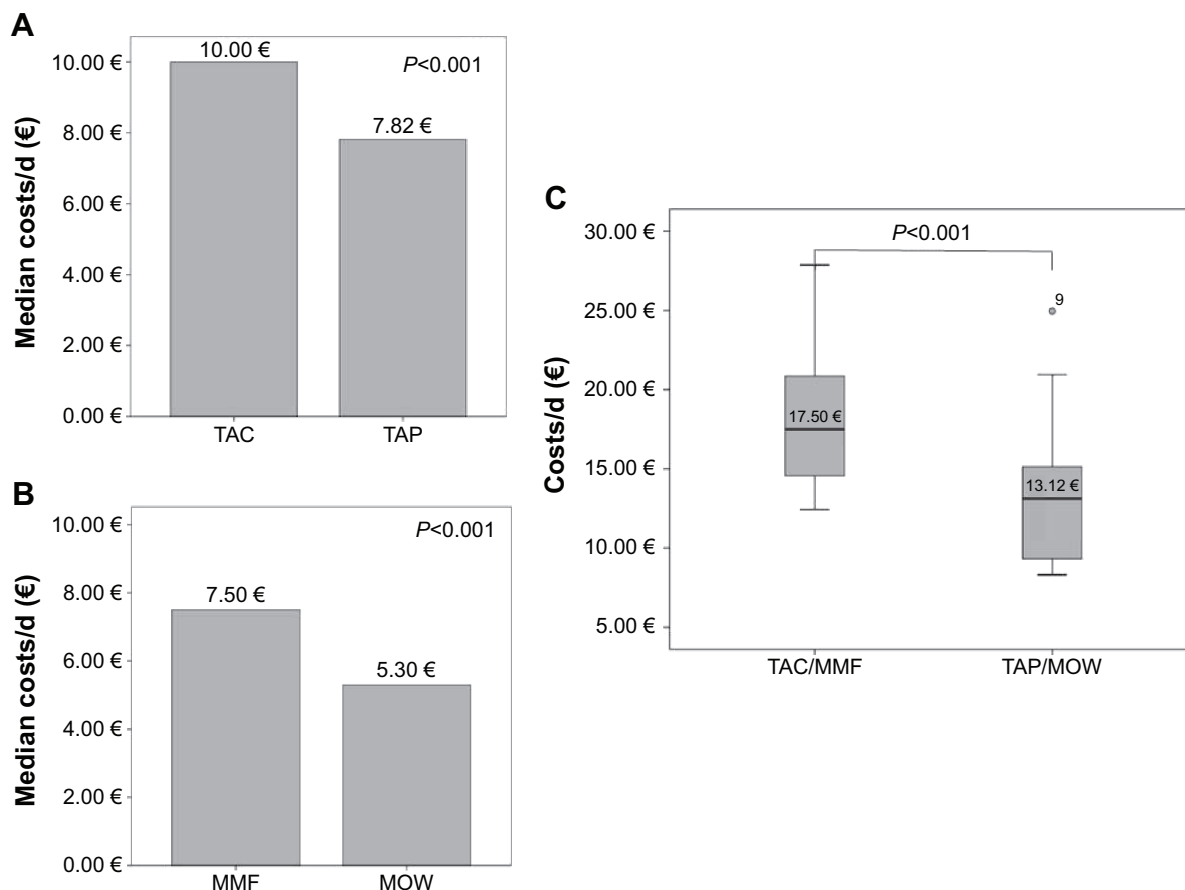 A
Median costs/d (€)
10.00 €
8.00 €
6.00 €
4.00 €
2.00 €
0.00 €
10.00 €
7.82 €
P<0.001
TAC TAP
B
Median costs/d (€)
10.00 €
8.00 €
6.00 €
4.00 €
2.00 €
0.00 €
7.50 €
5.30 €
P<0.001
MMF MOW
C
Costs/d (€)
30.00 €
25.00 €
20.00 €
15.00 €
10.00 €
5.00 €
P<0.001
9
17.50 €
13.12 €
TAC/MMF TAP/MOW